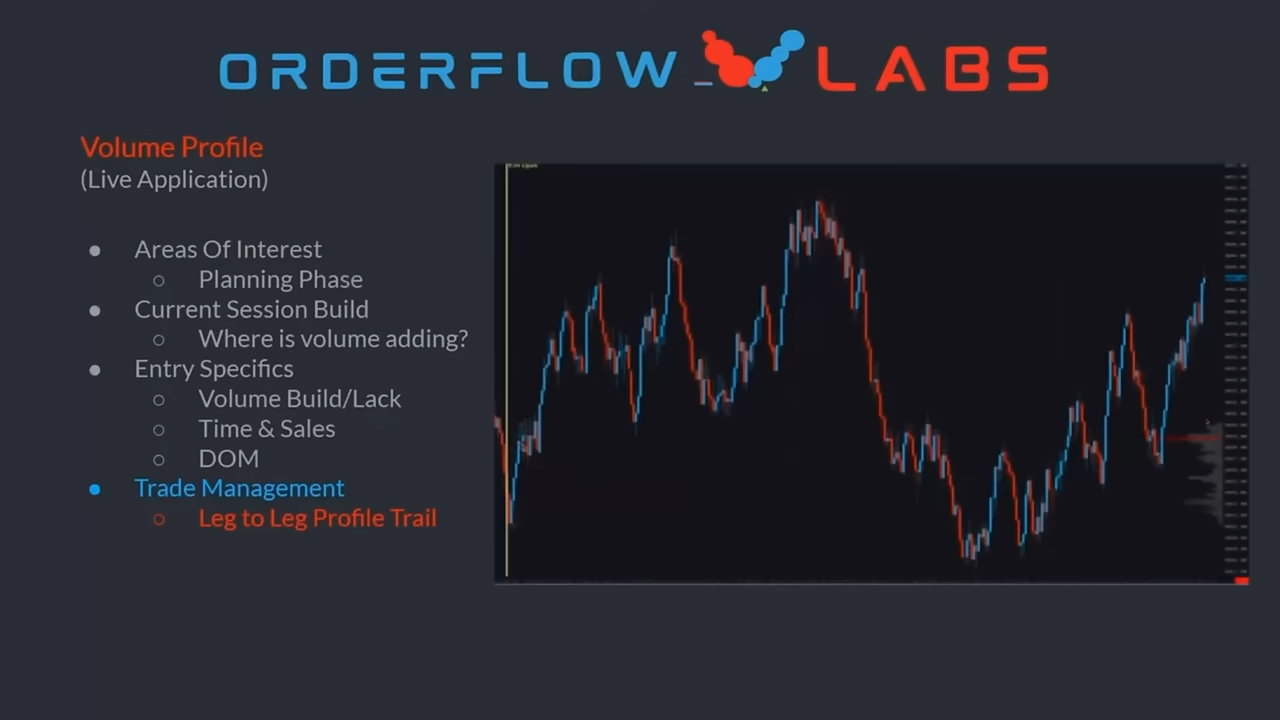 ORDERFLOW LABS
Volume Profile
(Live Application)
● Areas Of Interest
○ Planning Phase
● Current Session Build
○ Where is volume adding?
● Entry Specifics
○ Volume Build/Lack
○ Time & Sales
○ DOM
● Trade Management
○ Leg to Leg Profile Trail